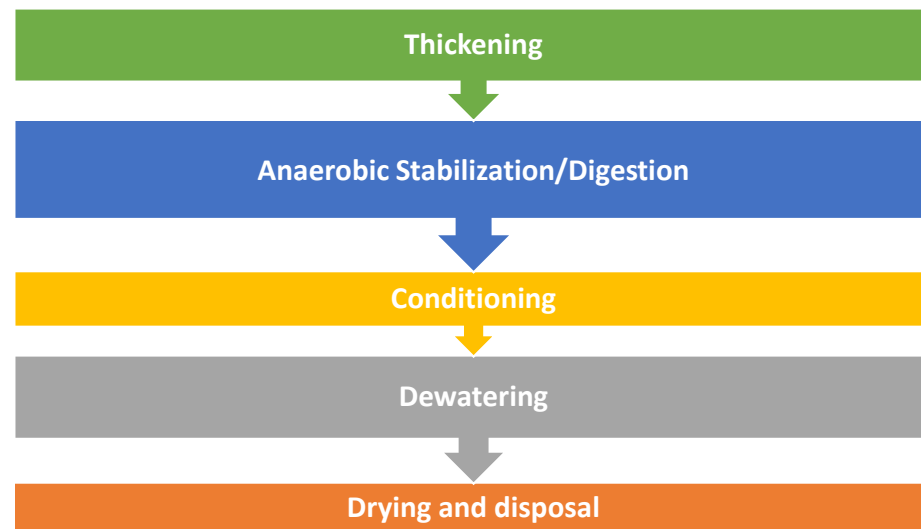 Thickening
Anaerobic Stabilization/Digestion
Conditioning
Dewatering
Drying and disposal